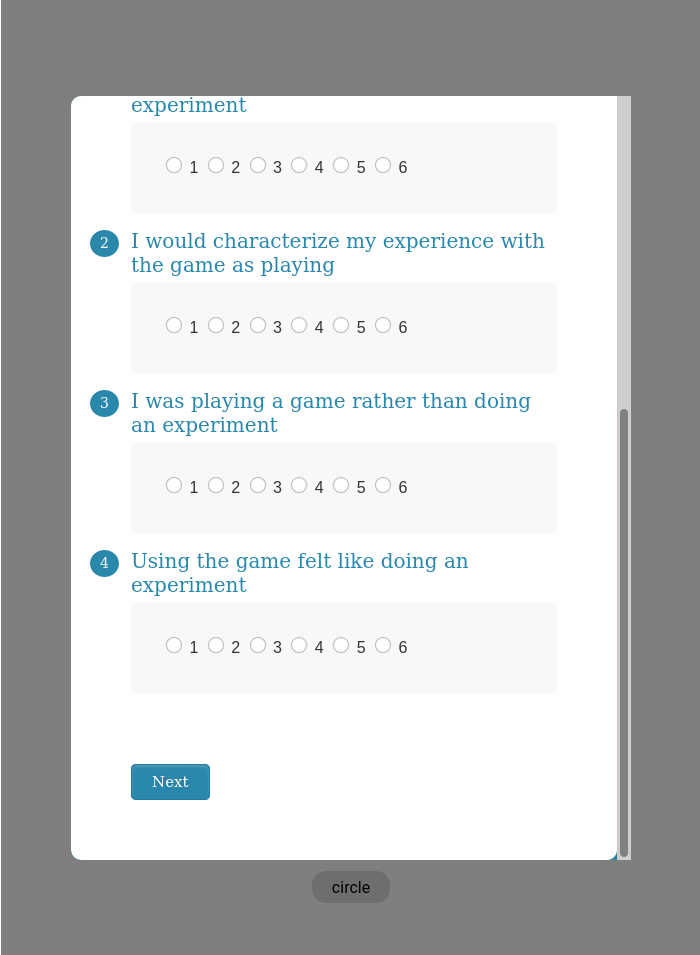 experiment
1 2 3 4 5 6
2 I would characterize my experience with
the game as playing
1 2 3 4 5 6
3 I was playing a game rather than doing
an experiment
1 2 3 4 5 6
4 Using the game felt like doing an
experiment
1 2 3 4 5 6
Next
circle